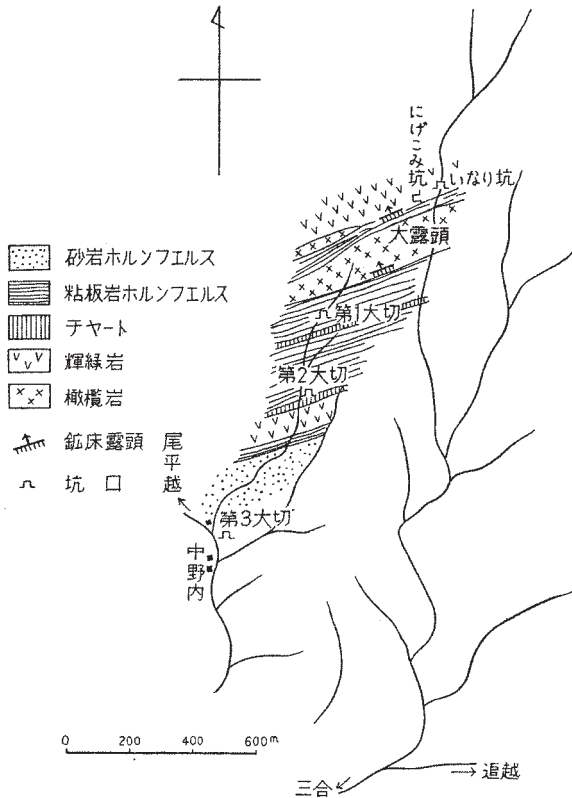 にげこみ坑
いなり坑
大露頭
砂岩ホルンフエルス
粘板岩ホルンフエルス
チヤート
輝緑岩
橄欖岩
鉱床露頭
坑口
第1大切
第2大切
尾平越
第3大切
中野内
0 200 400 600m
三合
追越